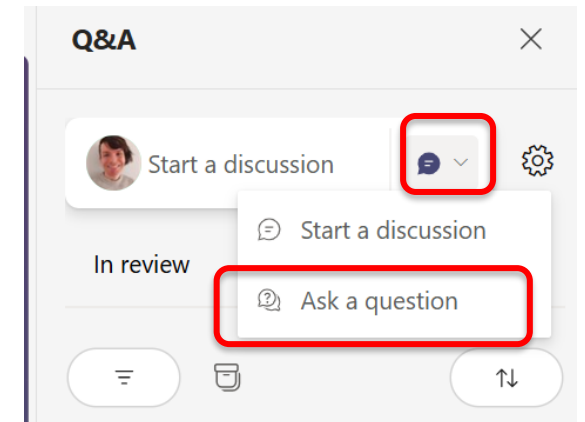 Q&A
Start a discussion
Start a discussion
In review
Ask a question